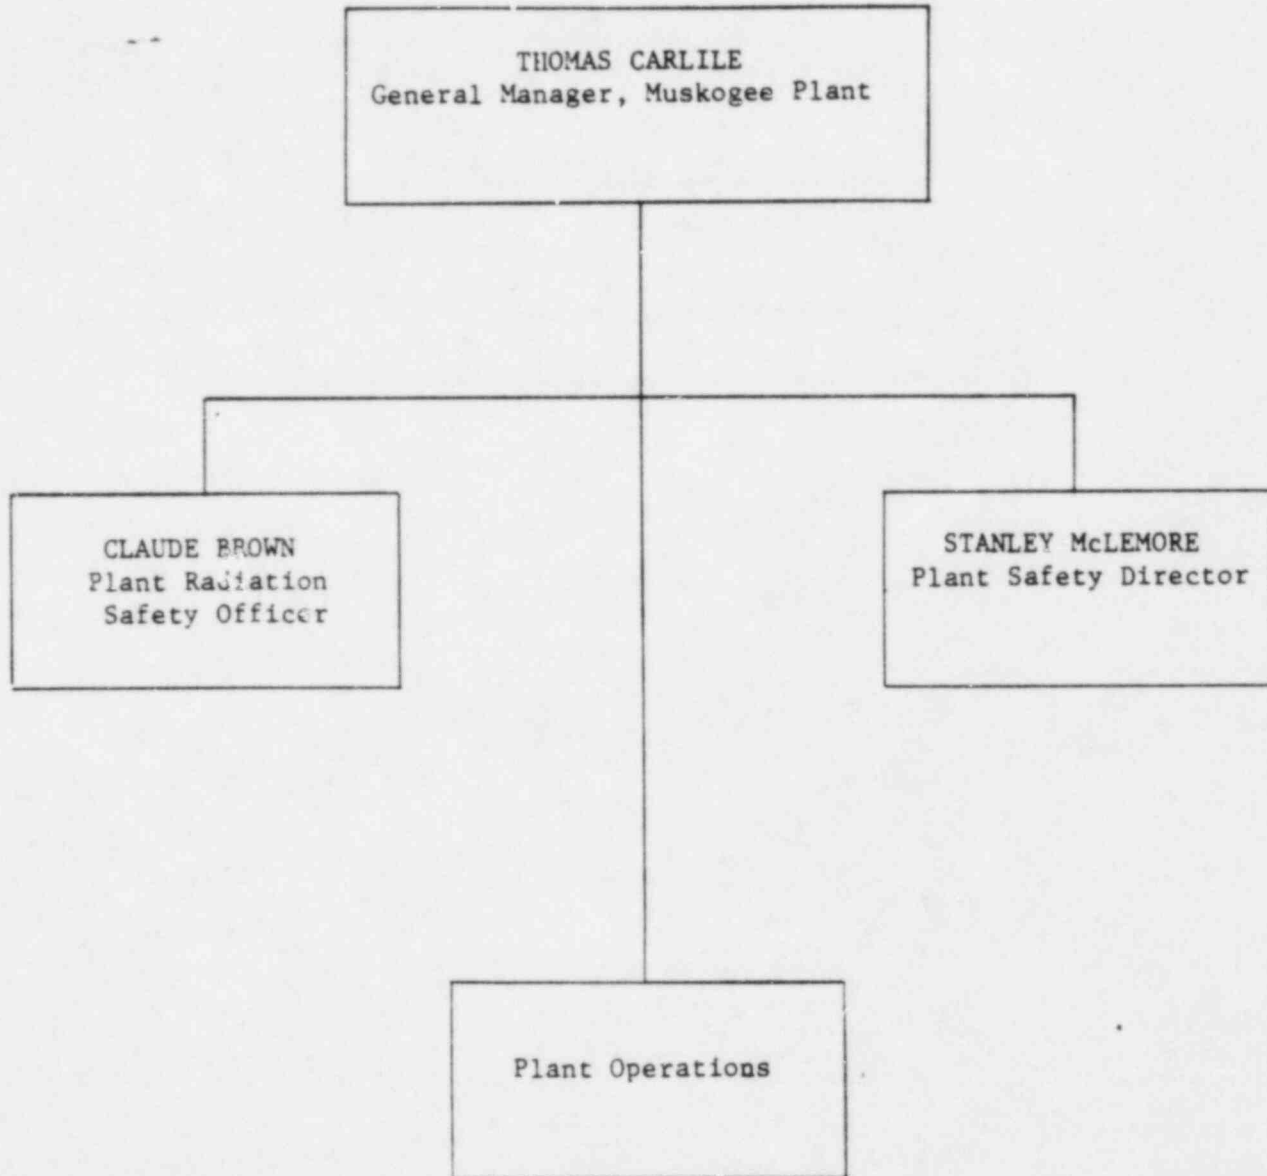 THOMAS CARLILE
General Manager, Muskogee Plant
CLAUDE BROWN
Plant Radiation
Safety Officer
STANLEY McLEMORE
Plant Safety Director
Plant Operations